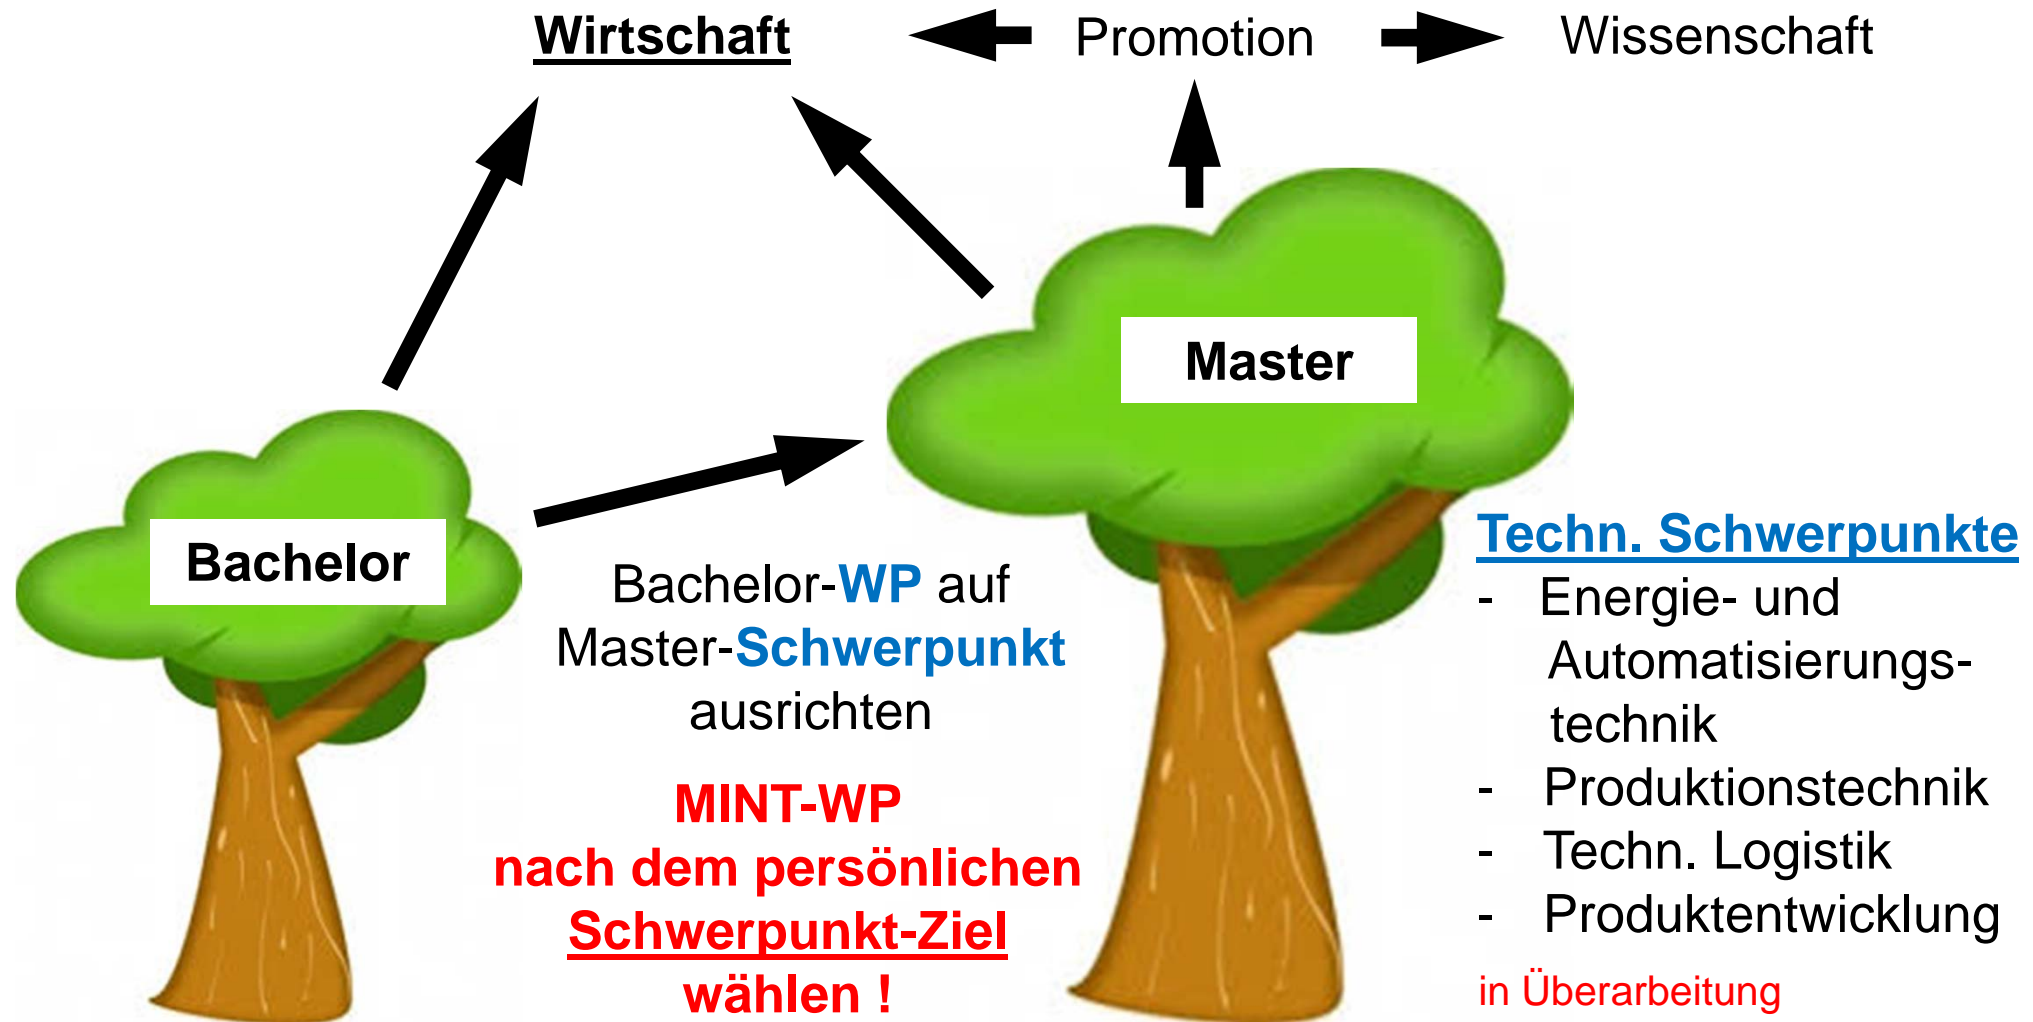 Wirtschaft
Promotion
Wissenschaft
Master
Bachelor
Bachelor-WP auf
Master-Schwerpunkt
ausrichten
MINT-WP
nach dem persönlichen
Schwerpunkt-Ziel
wählen !
Techn. Schwerpunkte
- Energie- und
Automatisierungs-
technik
- Produktionstechnik
- Techn. Logistik
- Produktentwicklung
in Überarbeitung